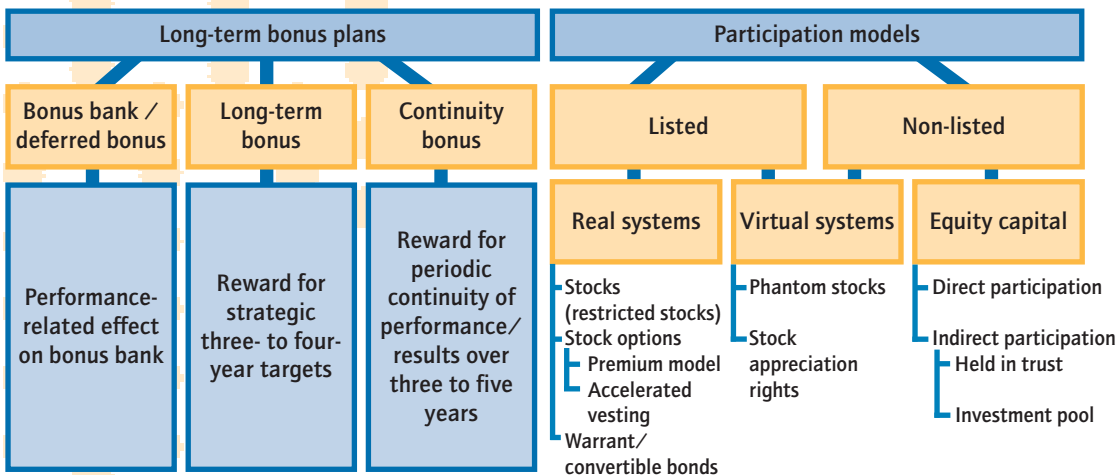 Long-term bonus plans
Participation models
Bonus bank /
deferred bonus
Long-term
bonus
Continuity
bonus
Listed
Non-listed
Performance-
related effect
on bonus bank
Reward for
strategic
three- to four-
year targets
Reward for
periodic
continuity of
performance/
results over
three to five
years
Real systems
Virtual systems
Equity capital
Stocks
(restricted stocks)
Stock options
Premium model
Accelerated
vesting
Warrant/
convertible bonds
Phantom stocks
Stock
appreciation
rights
Direct participation
Indirect participation
Held in trust
Investment pool